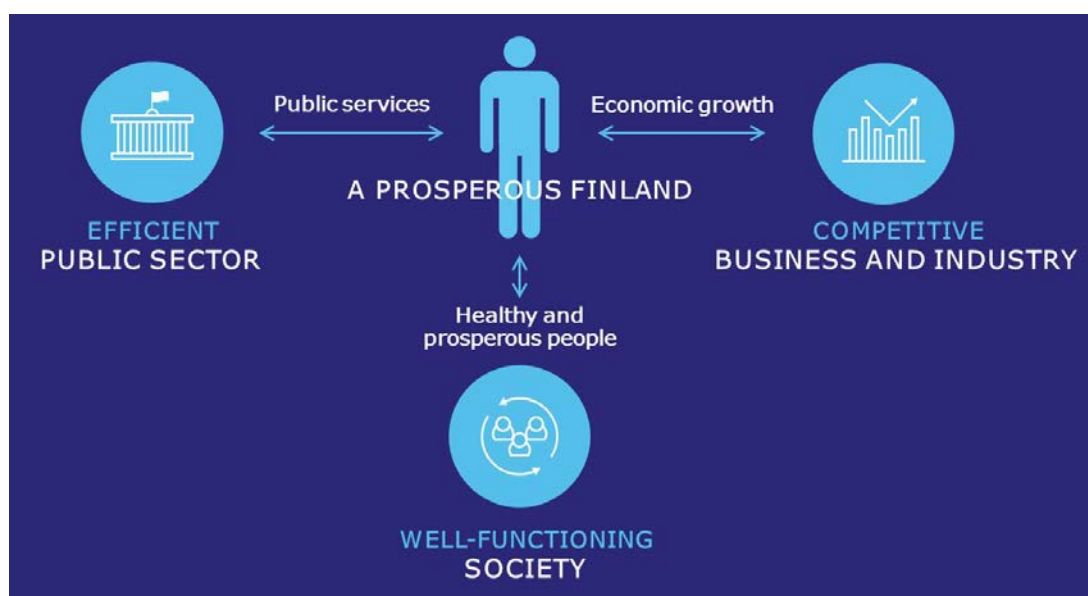 Public services
Economic growth
A PROSPEROUS FINLAND
EFFICIENT
PUBLIC SECTOR
COMPETITIVE
BUSINESS AND INDUSTRY
Healthy and
prosperous people
WELL-FUNCTIONING
SOCIETY